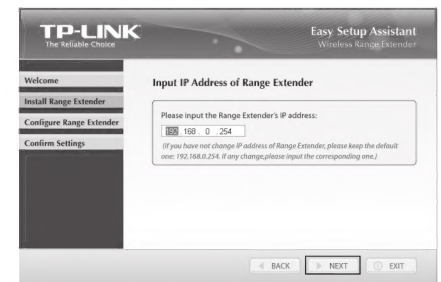 TP-LINK
The Reliable Choice
Easy Setup Assistant
Wireless Range Extender
Welcome
Install Range Extender
Configure Range Extender
Confirm Settings
Input IP Address of Range Extender
Please input the Range Extender's IP address:
192 . 168 . 0 . 254
(If you have not change IP address of Range Extender, please keep the default
one: 192.168.0.254. If any change,please input the corresponding one.)
BACK
NEXT
EXIT